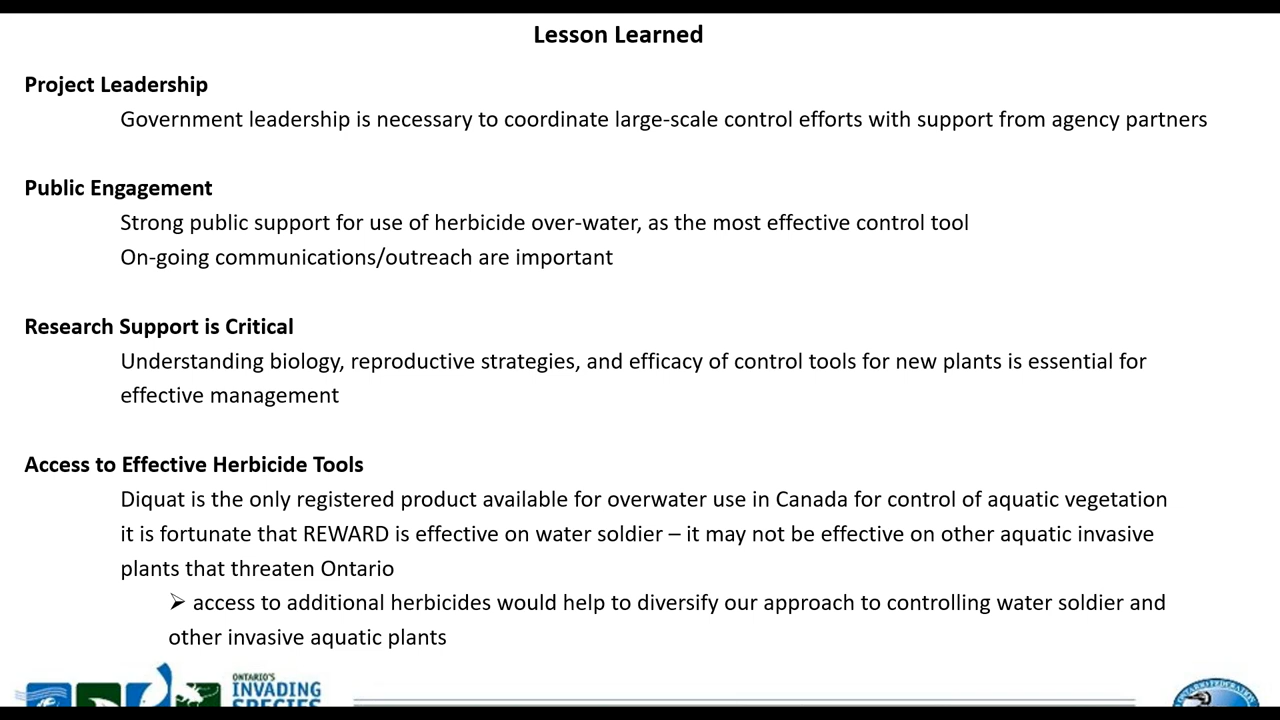 Lesson Learned
Project Leadership
Government leadership is necessary to coordinate large-scale control efforts with support from agency partners
Public Engagement
Strong public support for use of herbicide over-water, as the most effective control tool
On-going communications/outreach are important
Research Support is Critical
Understanding biology, reproductive strategies, and efficacy of control tools for new plants is essential for
effective management
Access to Effective Herbicide Tools
Diquat is the only registered product available for overwater use in Canada for control of aquatic vegetation
it is fortunate that REWARD is effective on water soldier – it may not be effective on other aquatic invasive
plants that threaten Ontario
➢ access to additional herbicides would help to diversify our approach to controlling water soldier and
other invasive aquatic plants
ONTARIO'S
INVADING
SPECIES
ONTARIO FEDERATION